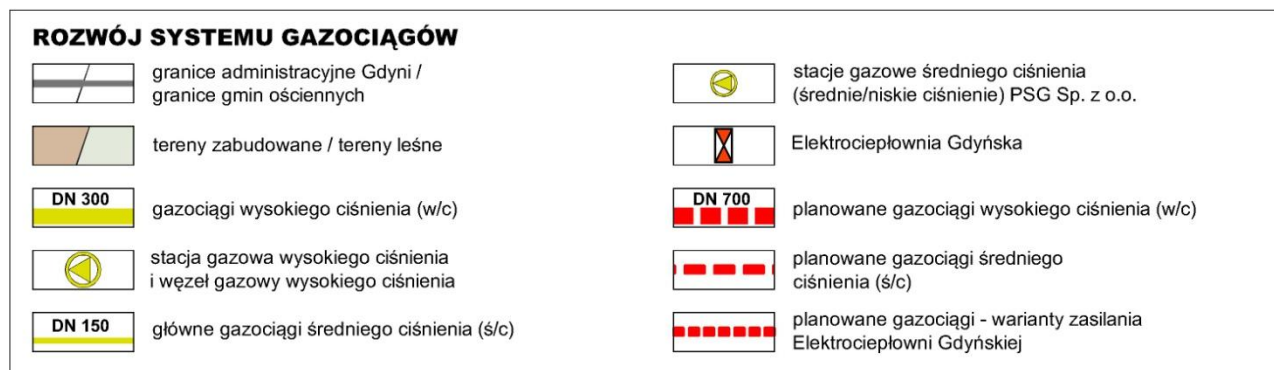 ROZWÓJ SYSTEMU GAZOCIĄGÓW
granice administracyjne Gdyni /
granice gmin ościennych
tereny zabudowane / tereny leśne
DN 300
gazociągi wysokiego ciśnienia (w/c)
stacja gazowa wysokiego ciśnienia
i węzeł gazowy wysokiego ciśnienia
DN 150
główne gazociągi średniego ciśnienia (ś/c)
stacje gazowe średniego ciśnienia
(średnie/niskie ciśnienie) PSG Sp. z o.o.
Elektrociepłownia Gdyńska
DN 700
planowane gazociągi wysokiego ciśnienia (w/c)
planowane gazociągi średniego
ciśnienia (ś/c)
planowane gazociągi - warianty zasilania
Elektrociepłowni Gdyńskiej